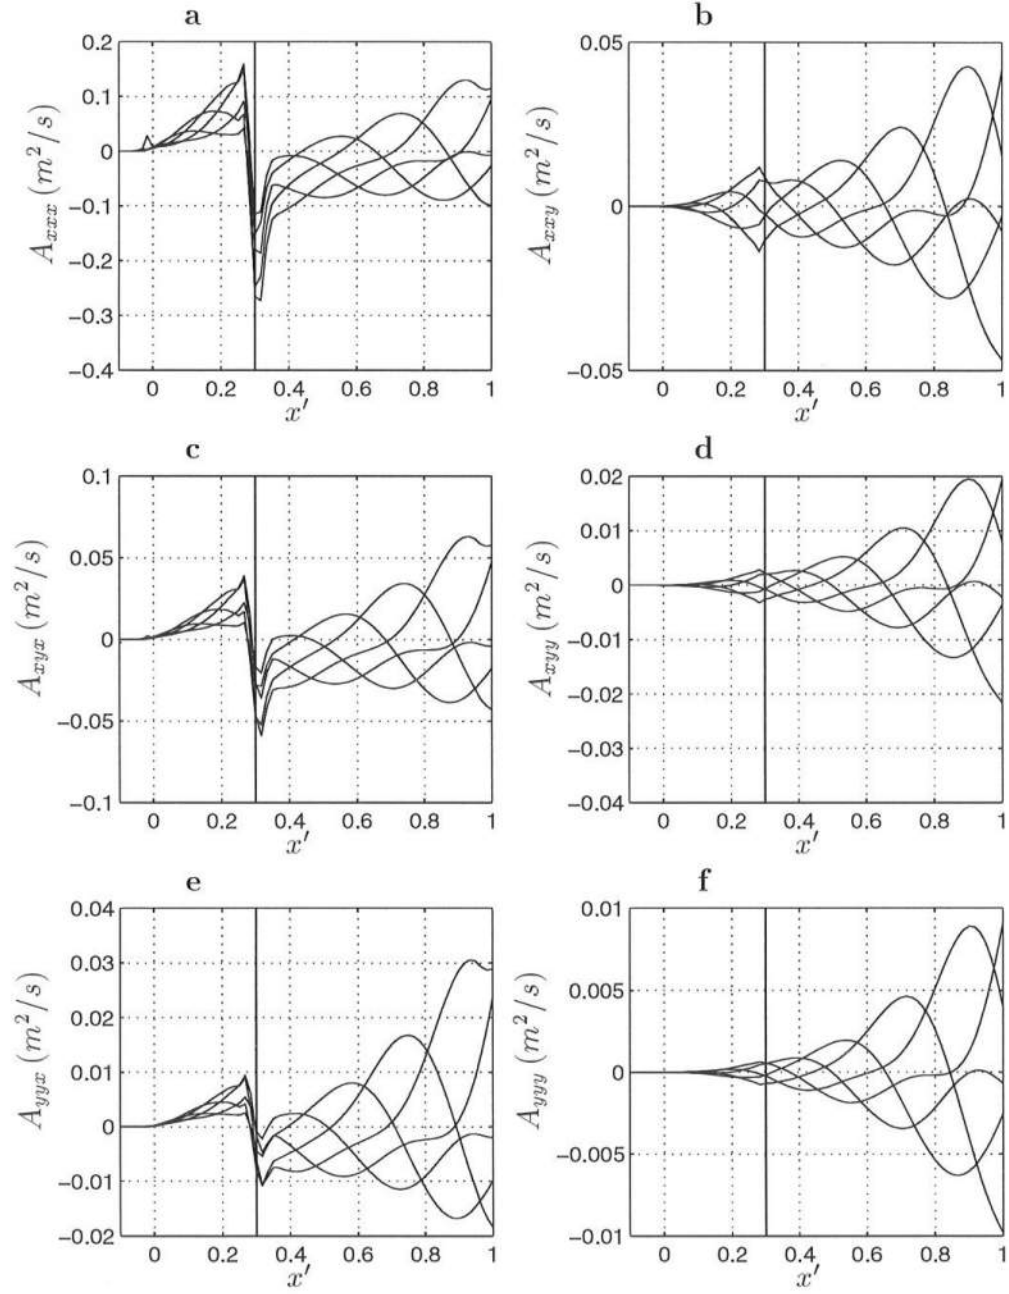 a
0.2
0.1
0
−0.1
−0.2
−0.3
−0.4
A_{xxx} (m^2/s)
0 0.2 0.4 0.6 0.8 1
x′
b
0.05
0
−0.05
A_{xxy} (m^2/s)
0 0.2 0.4 0.6 0.8 1
x′
c
0.1
0.05
0
−0.05
−0.1
A_{xyx} (m^2/s)
0 0.2 0.4 0.6 0.8 1
x′
d
0.02
0.01
0
−0.01
−0.02
−0.03
−0.04
A_{xyy} (m^2/s)
0 0.2 0.4 0.6 0.8 1
x′
e
0.04
0.03
0.02
0.01
0
−0.01
−0.02
A_{yyx} (m^2/s)
0 0.2 0.4 0.6 0.8 1
x′
f
0.01
0.005
0
−0.005
−0.01
A_{yyy} (m^2/s)
0 0.2 0.4 0.6 0.8 1
x′